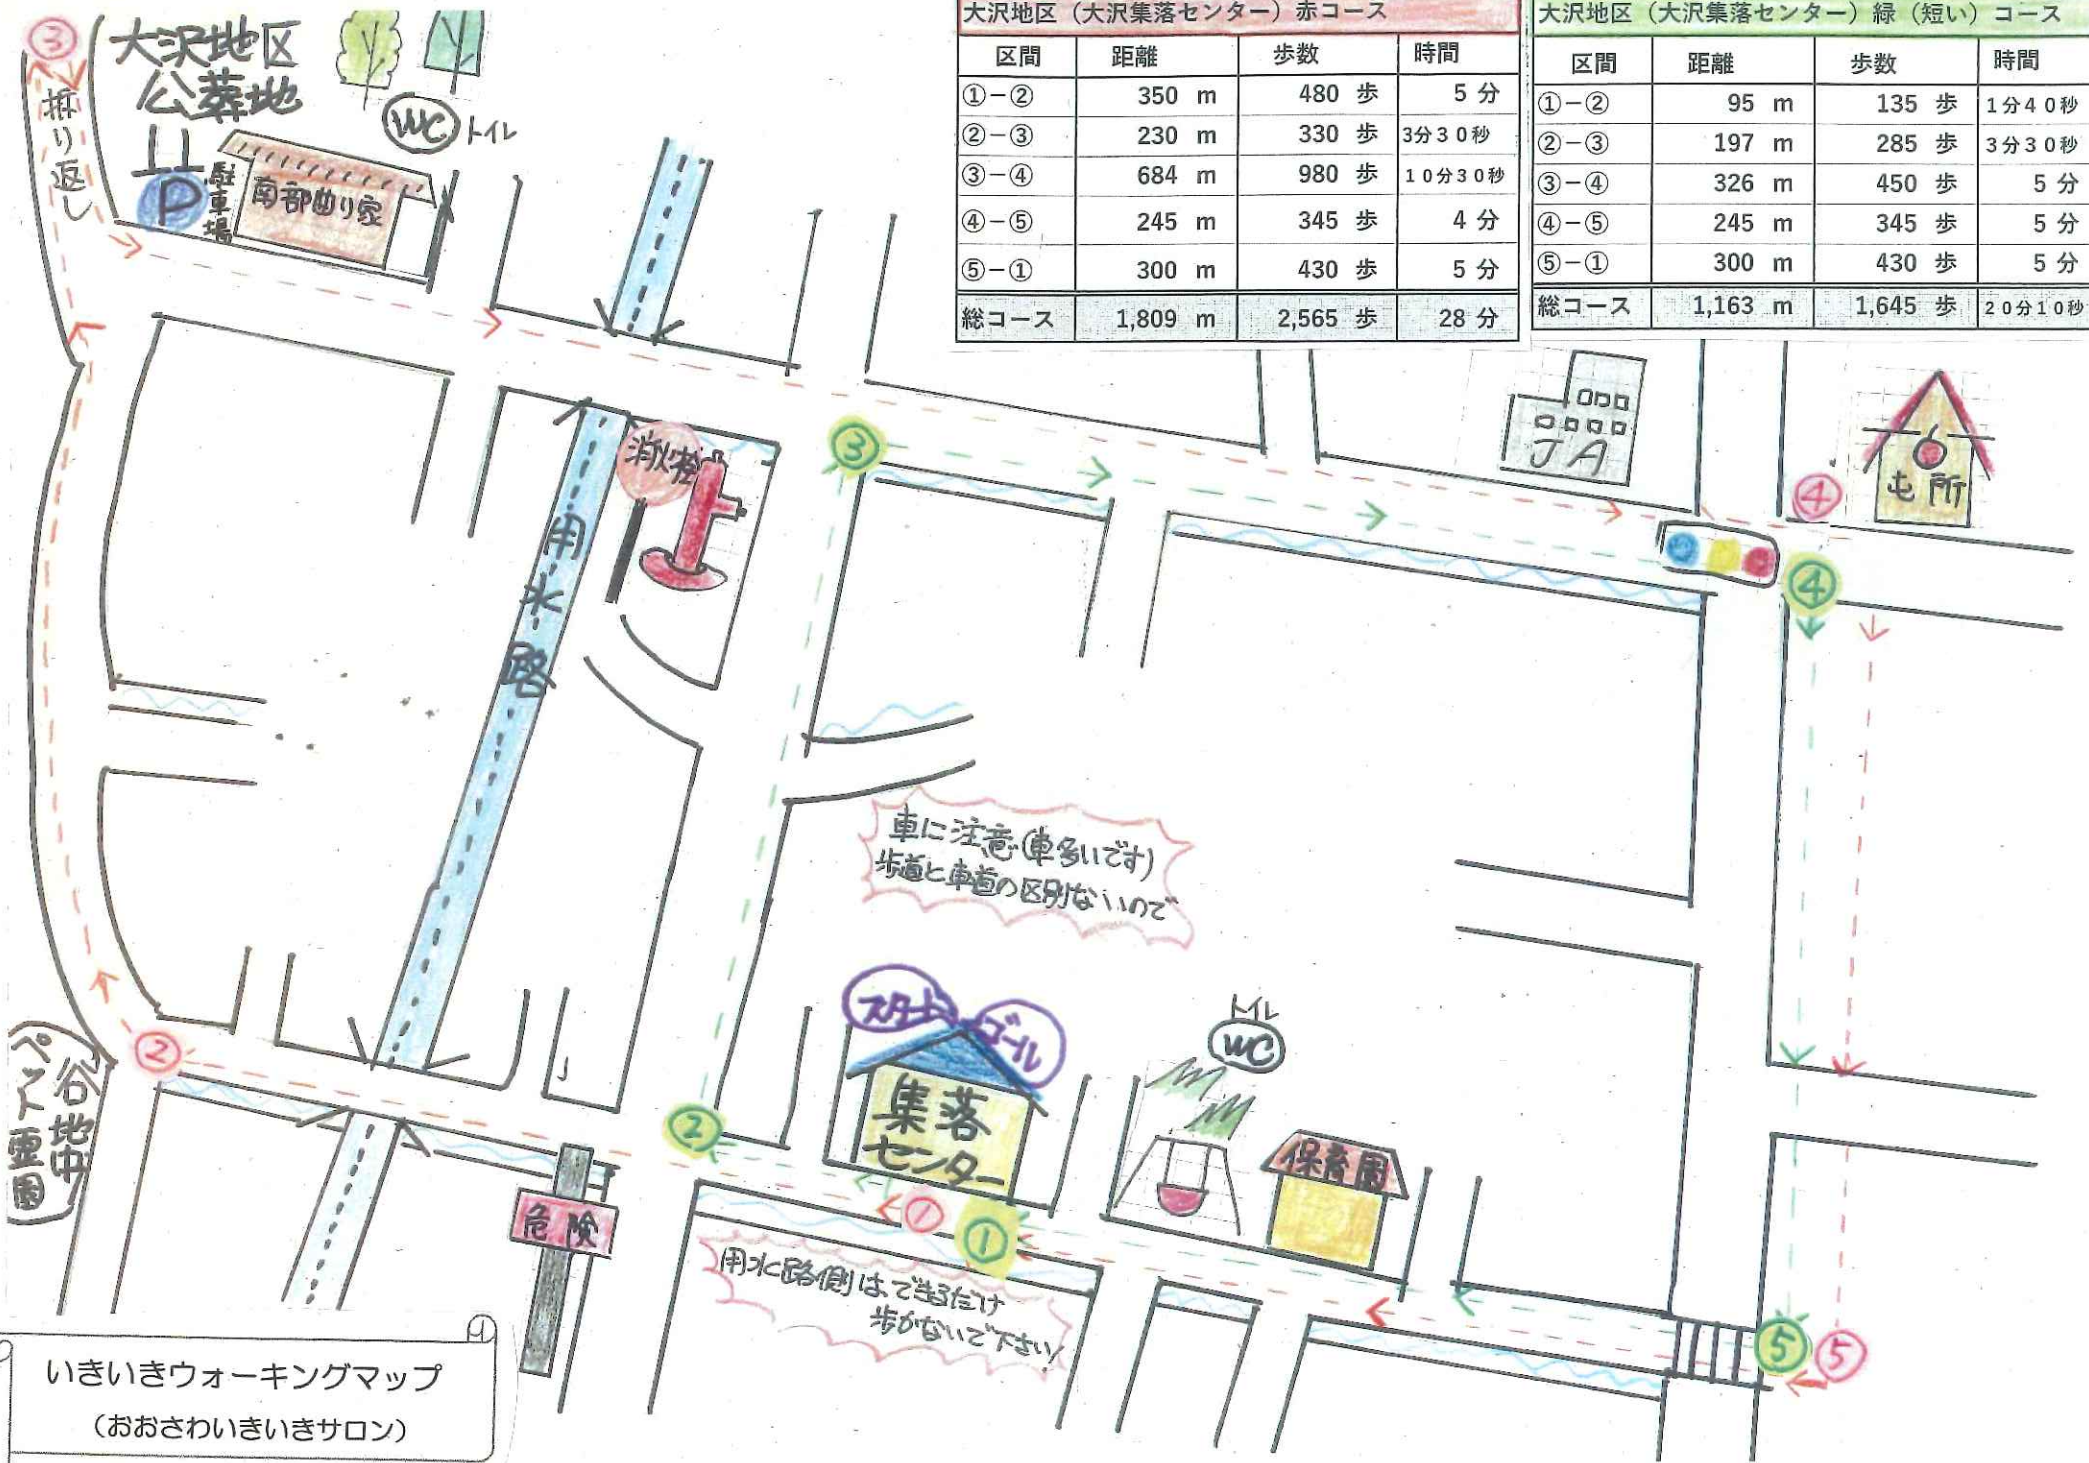 大沢地区（大沢集落センター）赤コース
区間 距離 歩数 時間
①－② 350 m 480 歩 5 分
②－③ 230 m 330 歩 3分30秒
③－④ 684 m 980 歩 10分30秒
④－⑤ 245 m 345 歩 4 分
⑤－① 300 m 430 歩 5 分
総コース 1,809 m 2,565 歩 28 分
大沢地区（大沢集落センター）緑（短い）コース
区間 距離 歩数 時間
①－② 95 m 135 歩 1分40秒
②－③ 197 m 285 歩 3分30秒
③－④ 326 m 450 歩 5 分
④－⑤ 245 m 345 歩 5 分
⑤－① 300 m 430 歩 5 分
総コース 1,163 m 1,645 歩 20分10秒
③
大沢地区
公葬地
折り返し
WC トイレ
P
駐車場
南部曲り家
消火栓
③
JA
④
屯所
④
用水路
車に注意(車多いです)
歩道と車道の区別ないので
スタート
ゴール
集落
センター
トイレ
WC
保育園
②
谷地中
ペット霊園
②
危険
①
①
用水路側はできるだけ
歩かないで下さい!
⑤
⑤
いきいきウォーキングマップ
（おおさわいきいきサロン）